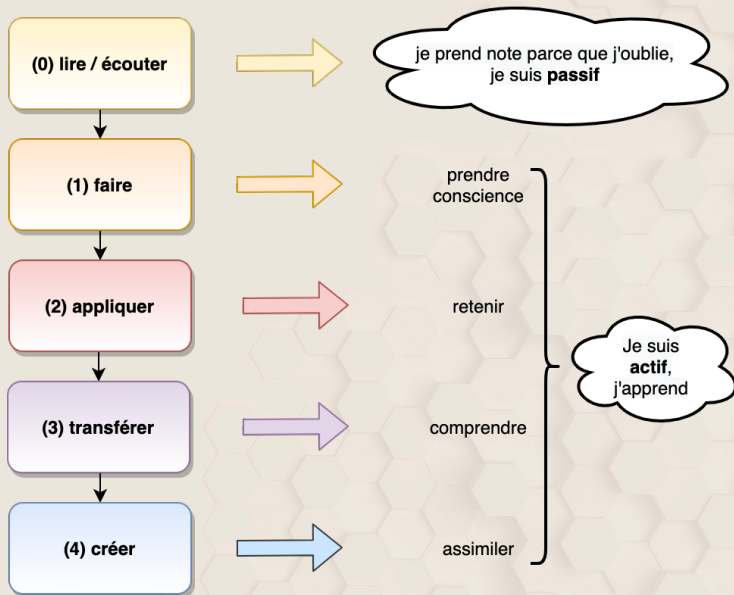 (0) lire / écouter
je prend note parce que j'oublie,
je suis passif
(1) faire
prendre
conscience
(2) appliquer
retenir
Je suis
actif,
j'apprend
(3) transférer
comprendre
(4) créer
assimiler